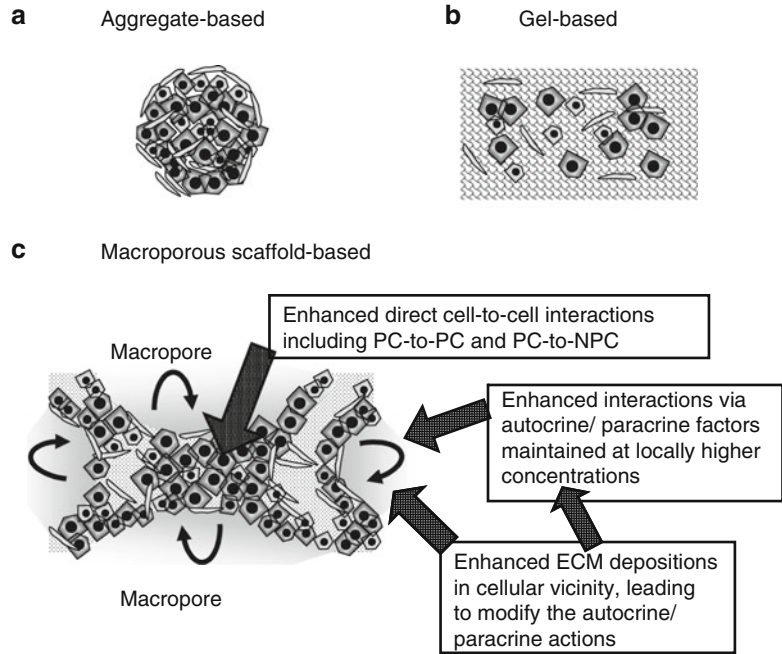 a Aggregate-based
b Gel-based
c Macroporous scaffold-based
Enhanced direct cell-to-cell interactions
including PC-to-PC and PC-to-NPC
Macropore
Enhanced interactions via
autocrine/ paracrine factors
maintained at locally higher
concentrations
Enhanced ECM depositions
in cellular vicinity, leading
to modify the autocrine/
paracrine actions
Macropore